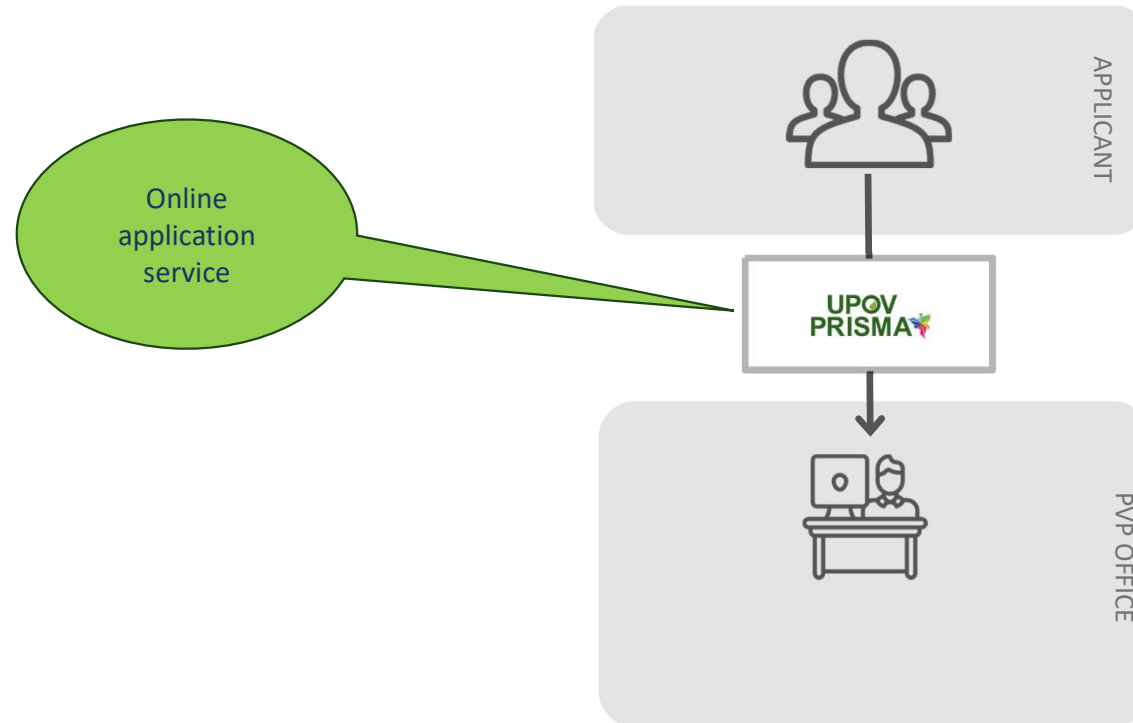 APPLICANT
Online
application
service
UPOV
PRISMA
PVP OFFICE